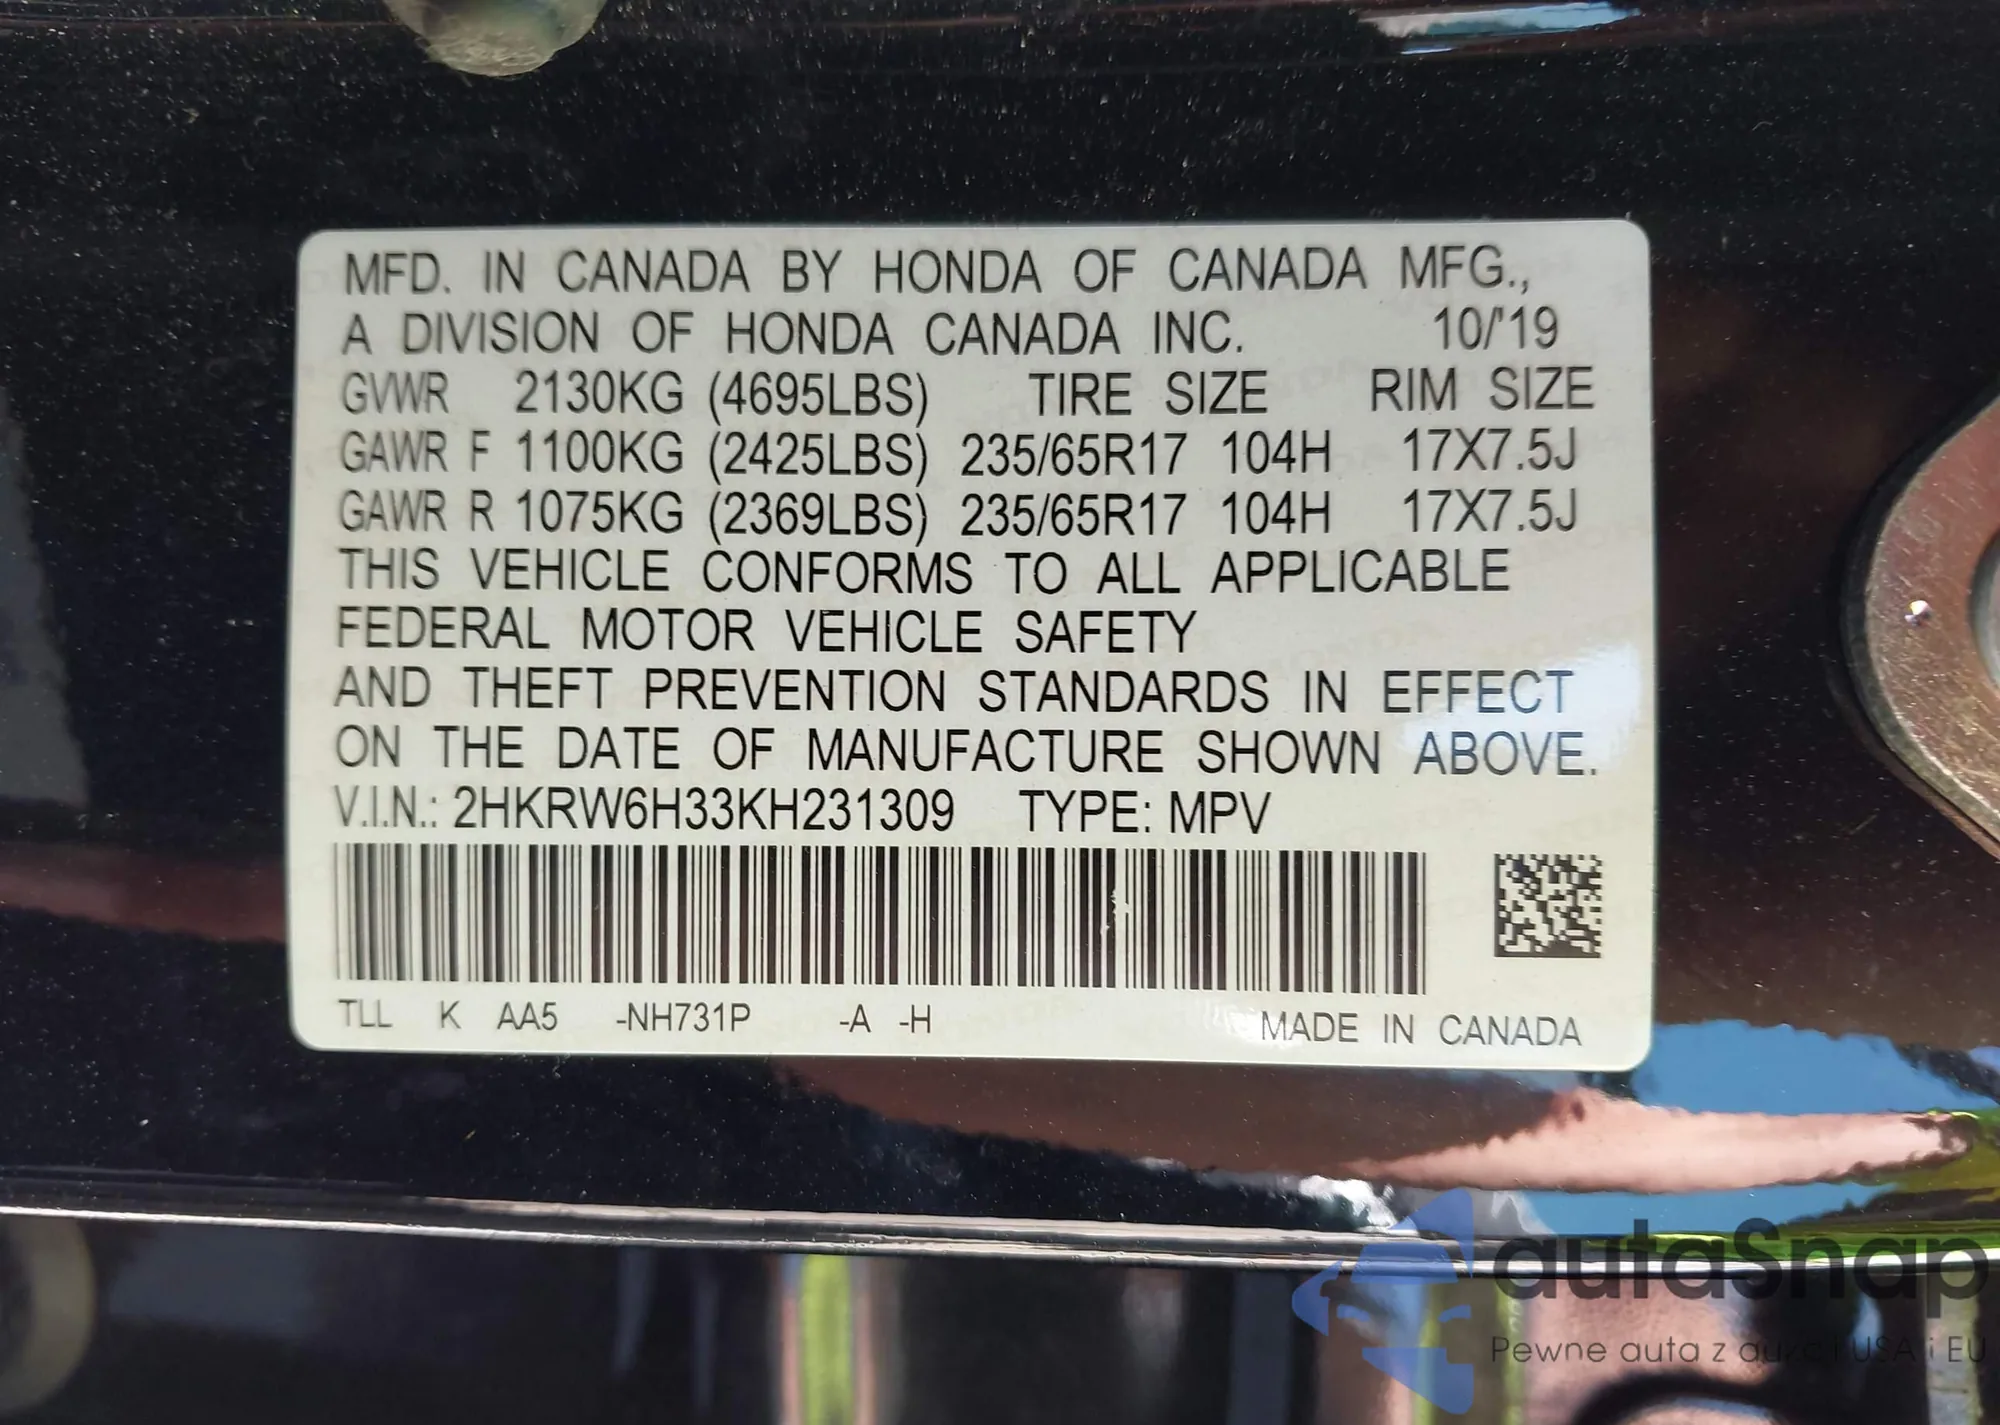 MFD. IN CANADA BY HONDA OF CANADA MFG.,
A DIVISION OF HONDA CANADA INC. 10/'19
GVWR 2130KG (4695LBS) TIRE SIZE RIM SIZE
GAWR F 1100KG (2425LBS) 235/65R17 104H 17X7.5J
GAWR R 1075KG (2369LBS) 235/65R17 104H 17X7.5J
THIS VEHICLE CONFORMS TO ALL APPLICABLE
FEDERAL MOTOR VEHICLE SAFETY
AND THEFT PREVENTION STANDARDS IN EFFECT
ON THE DATE OF MANUFACTURE SHOWN ABOVE.
V.I.N.: 2HKRW6H33KH231309 TYPE: MPV
TLL K AA5 -NH731P -A -H MADE IN CANADA
autaSnap
Pewne auta z aukcji USA i EU